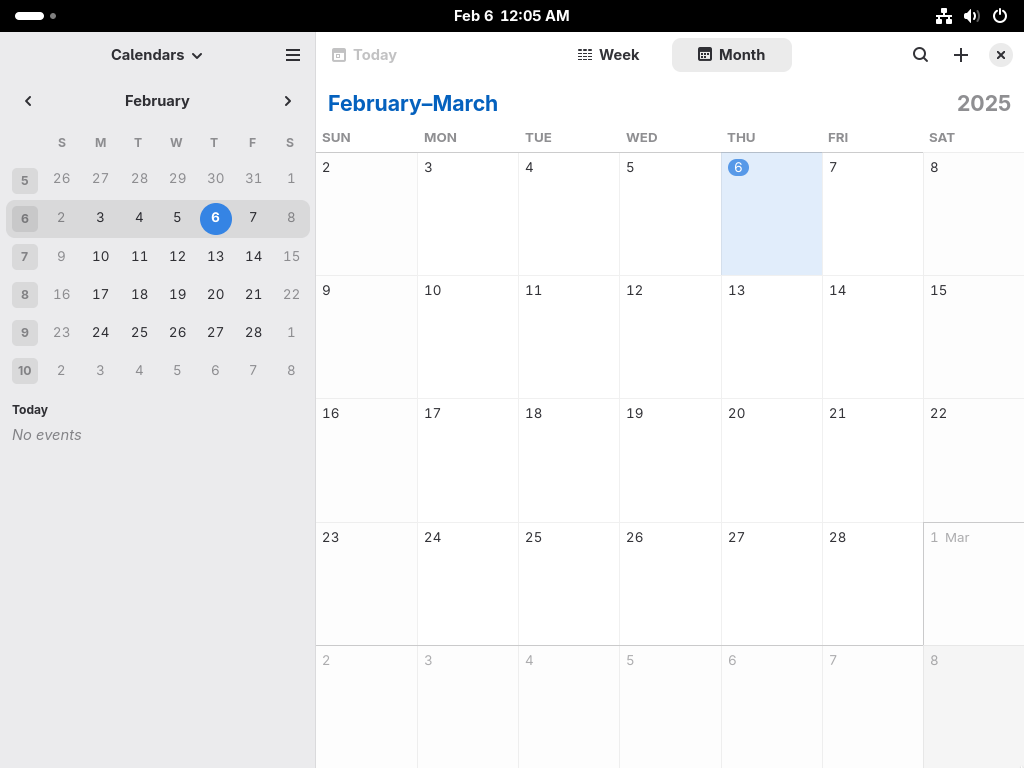 Feb 6 12:05 AM
Calendars
Today
Week
Month
February
February–March
2025
S M T W T F S
5 26 27 28 29 30 31 1
6 2 3 4 5 6 7 8
7 9 10 11 12 13 14 15
8 16 17 18 19 20 21 22
9 23 24 25 26 27 28 1
10 2 3 4 5 6 7 8
Today
No events
SUN MON TUE WED THU FRI SAT
2 3 4 5 6 7 8
9 10 11 12 13 14 15
16 17 18 19 20 21 22
23 24 25 26 27 28 1 Mar
2 3 4 5 6 7 8